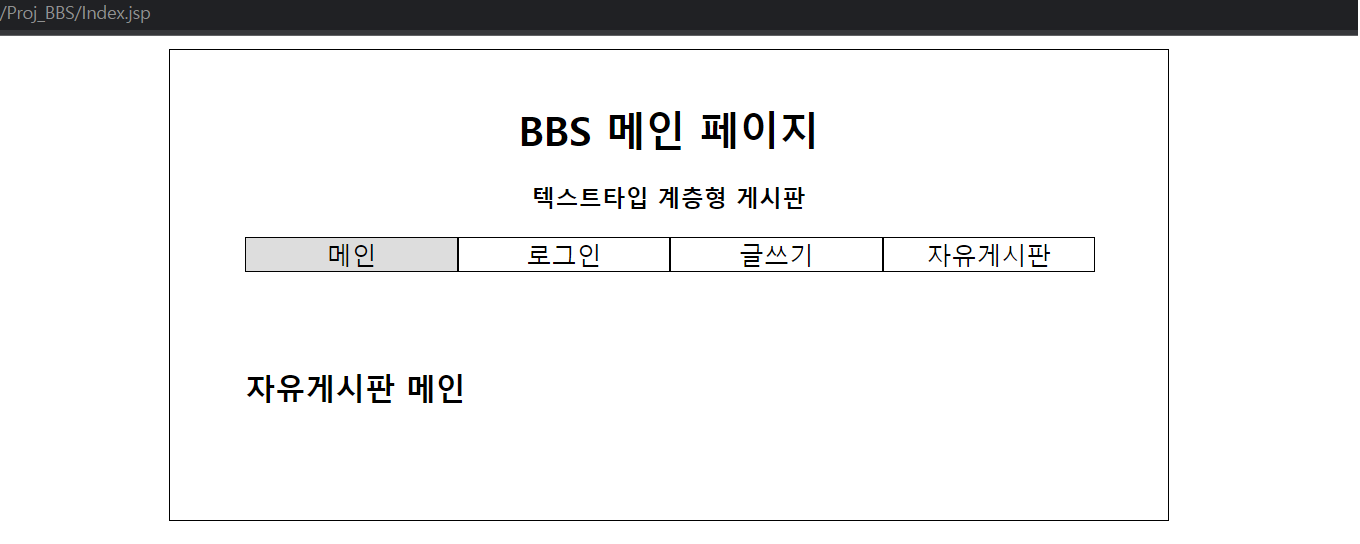 /Proj_BBS/Index.jsp
BBS 메인 페이지
텍스트타입 계층형 게시판
메인 로그인 글쓰기 자유게시판
자유게시판 메인